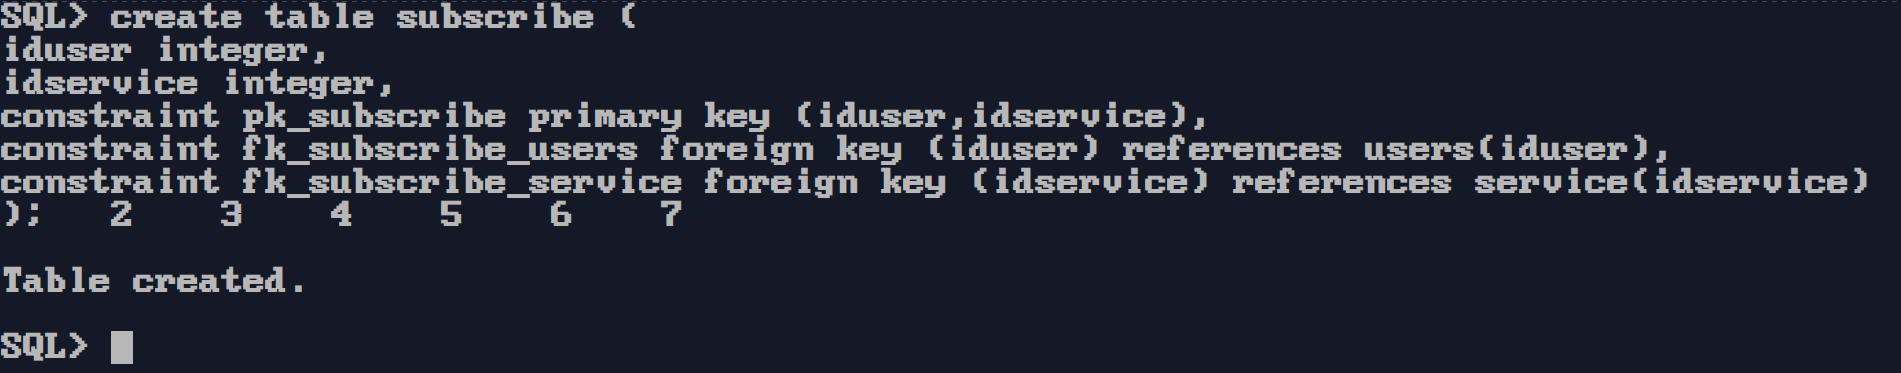 SQL> create table subscribe (
iduser integer,
idservice integer,
constraint pk_subscribe primary key (iduser,idservice),
constraint fk_subscribe_users foreign key (iduser) references users(iduser),
constraint fk_subscribe_service foreign key (idservice) references service(idservice)
);   2    3    4    5    6    7
Table created.
SQL>